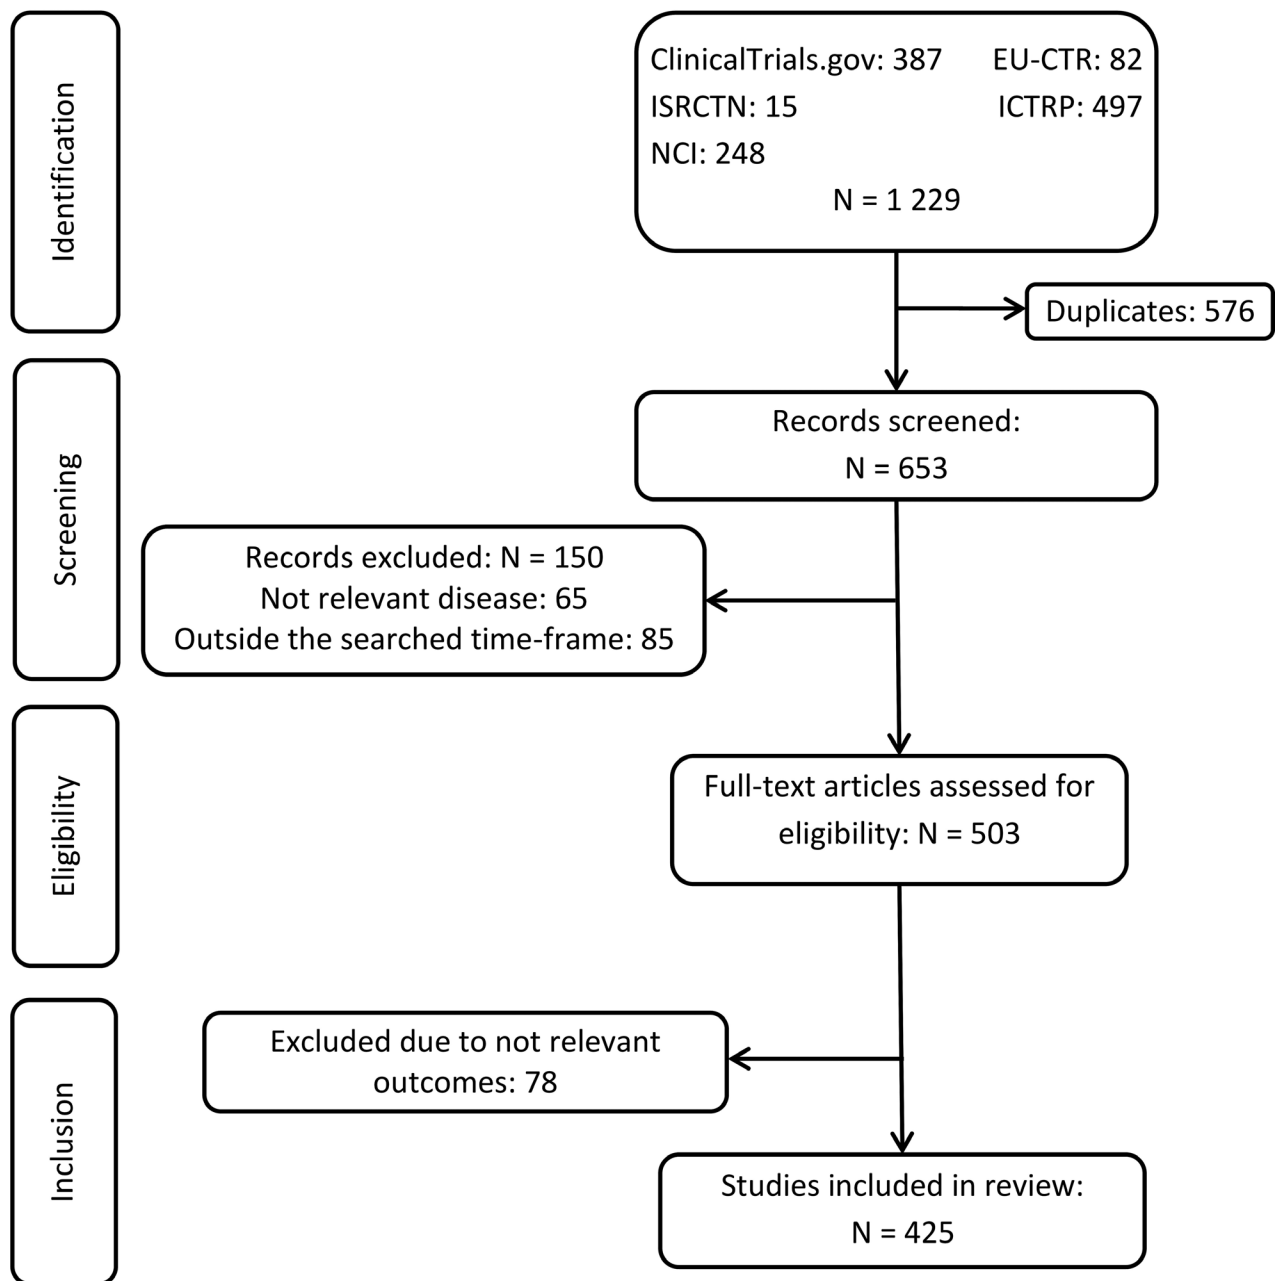 Identification
ClinicalTrials.gov: 387 EU-CTR: 82
ISRCTN: 15 ICTRP: 497
NCI: 248
N = 1 229
Duplicates: 576
Screening
Records screened:
N = 653
Records excluded: N = 150
Not relevant disease: 65
Outside the searched time-frame: 85
Eligibility
Full-text articles assessed for
eligibility: N = 503
Inclusion
Excluded due to not relevant
outcomes: 78
Studies included in review:
N = 425